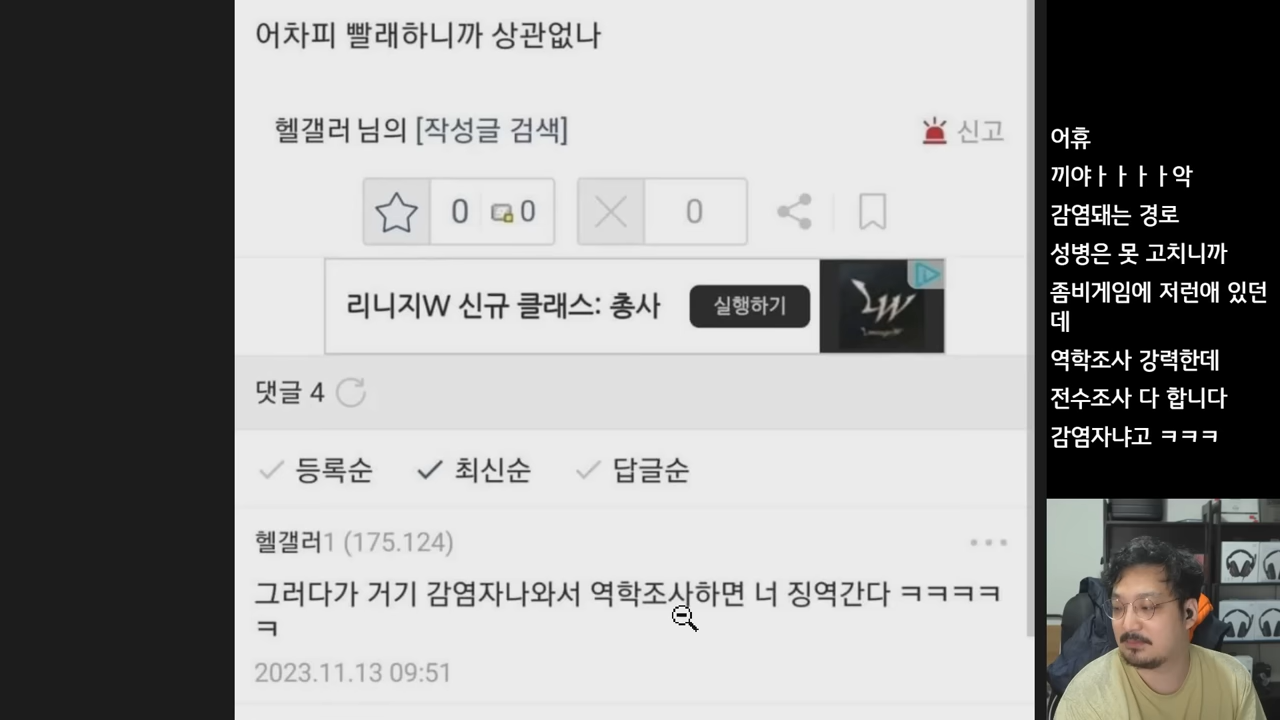 어차피 빨래하니까 상관없나
헬갤러 님의 [작성글 검색]
신고
0 0
0
리니지W 신규 클래스: 총사
실행하기
LW
댓글 4
등록순 최신순 답글순
헬갤러1 (175.124)
그러다가 거기 감염자나와서 역학조사하면 너 징역간다 ㅋㅋㅋㅋ
ㅋ
2023.11.13 09:51
어휴
끼야ㅏㅏㅏㅏ악
감염돼는 경로
성병은 못 고치니까
좀비게임에 저런애 있던
데
역학조사 강력한데
전수조사 다 합니다
감염자냐고 ㅋㅋㅋ